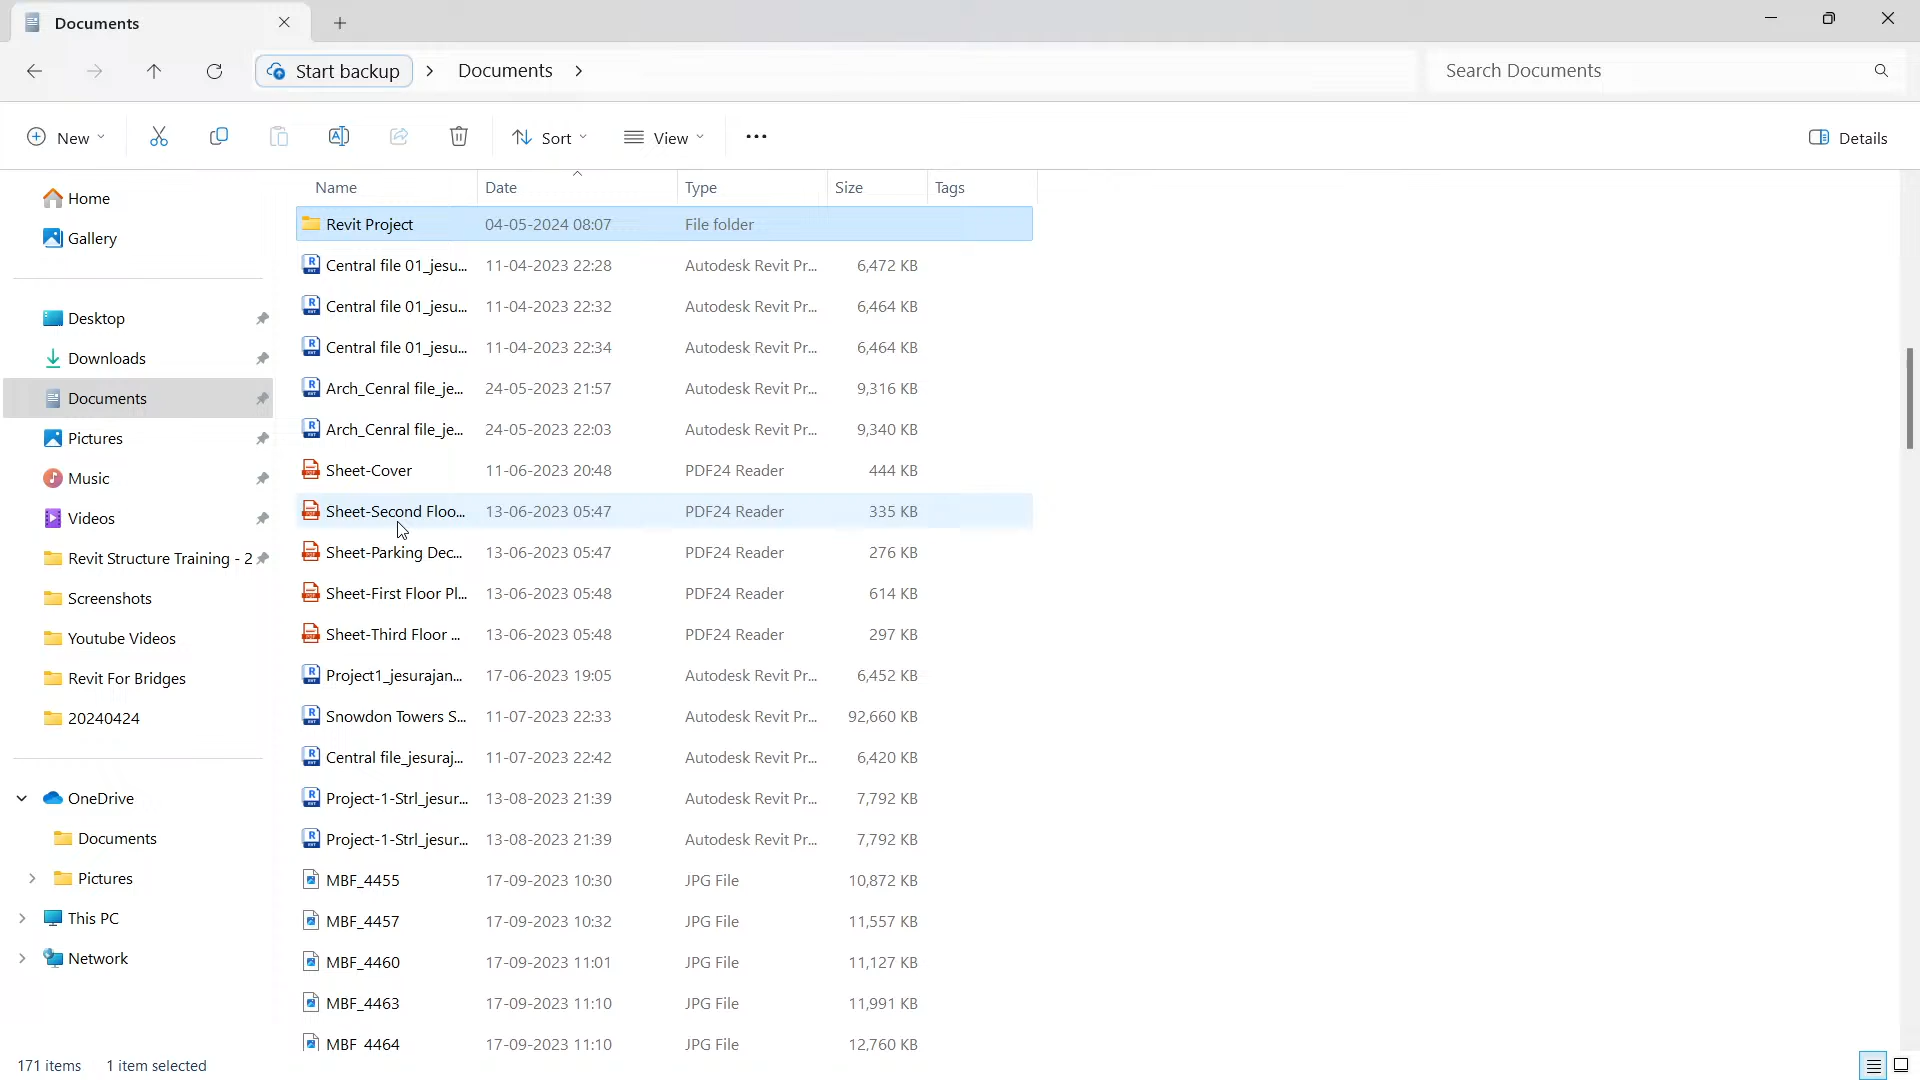 Documents
Start backup > Documents >
Search Documents
New
Sort
View
Details
Name Date Type Size Tags
Home
Gallery
Desktop
Downloads
Documents
Pictures
Music
Videos
Revit Structure Training - 2
Screenshots
Youtube Videos
Revit For Bridges
20240424
OneDrive
Documents
Pictures
This PC
Network
Revit Project 04-05-2024 08:07 File folder
Central file 01_jesu... 11-04-2023 22:28 Autodesk Revit Pr... 6,472 KB
Central file 01_jesu... 11-04-2023 22:32 Autodesk Revit Pr... 6,464 KB
Central file 01_jesu... 11-04-2023 22:34 Autodesk Revit Pr... 6,464 KB
Arch_Cenral file_je... 24-05-2023 21:57 Autodesk Revit Pr... 9,316 KB
Arch_Cenral file_je... 24-05-2023 22:03 Autodesk Revit Pr... 9,340 KB
Sheet-Cover 11-06-2023 20:48 PDF24 Reader 444 KB
Sheet-Second Floo... 13-06-2023 05:47 PDF24 Reader 335 KB
Sheet-Parking Dec... 13-06-2023 05:47 PDF24 Reader 276 KB
Sheet-First Floor Pl... 13-06-2023 05:48 PDF24 Reader 614 KB
Sheet-Third Floor ... 13-06-2023 05:48 PDF24 Reader 297 KB
Project1_jesurajan... 17-06-2023 19:05 Autodesk Revit Pr... 6,452 KB
Snowdon Towers S... 11-07-2023 22:33 Autodesk Revit Pr... 92,660 KB
Central file_jesuraj... 11-07-2023 22:42 Autodesk Revit Pr... 6,420 KB
Project-1-Strl_jesur... 13-08-2023 21:39 Autodesk Revit Pr... 7,792 KB
Project-1-Strl_jesur... 13-08-2023 21:39 Autodesk Revit Pr... 7,792 KB
MBF_4455 17-09-2023 10:30 JPG File 10,872 KB
MBF_4457 17-09-2023 10:32 JPG File 11,557 KB
MBF_4460 17-09-2023 11:01 JPG File 11,127 KB
MBF_4463 17-09-2023 11:10 JPG File 11,991 KB
MBF_4464 17-09-2023 11:10 JPG File 12,760 KB
171 items 1 item selected